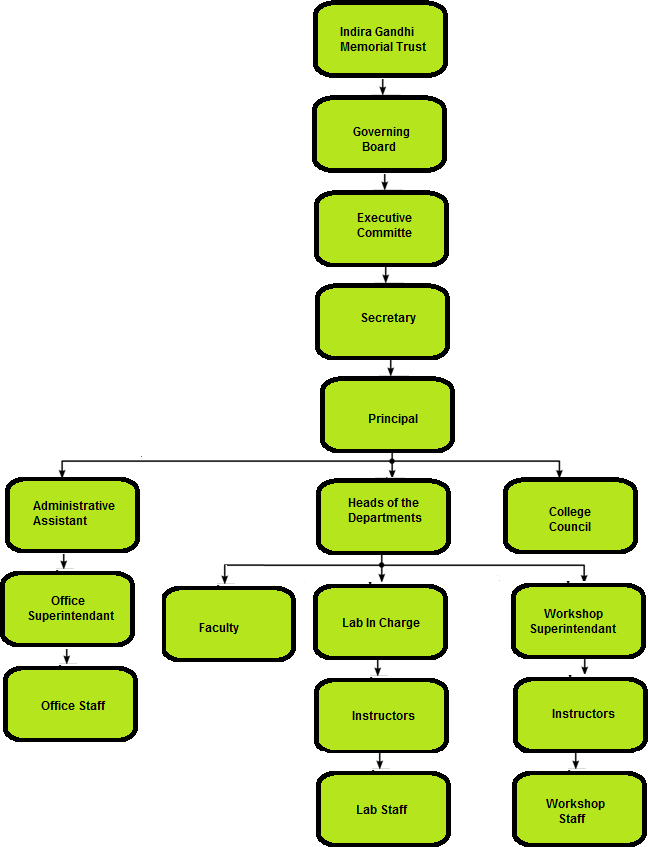 Indira Gandhi
Memorial Trust
Governing
Board
Executive
Committe
Secretary
Principal
Administrative
Assistant
Heads of the
Departments
College
Council
Office
Superintendant
Faculty
Lab In Charge
Workshop
Superintendant
Office Staff
Instructors
Instructors
Lab Staff
Workshop
Staff